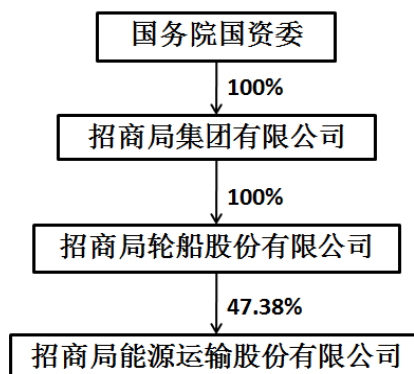 国务院国资委
100%
招商局集团有限公司
100%
招商局轮船股份有限公司
47.38%
招商局能源运输股份有限公司